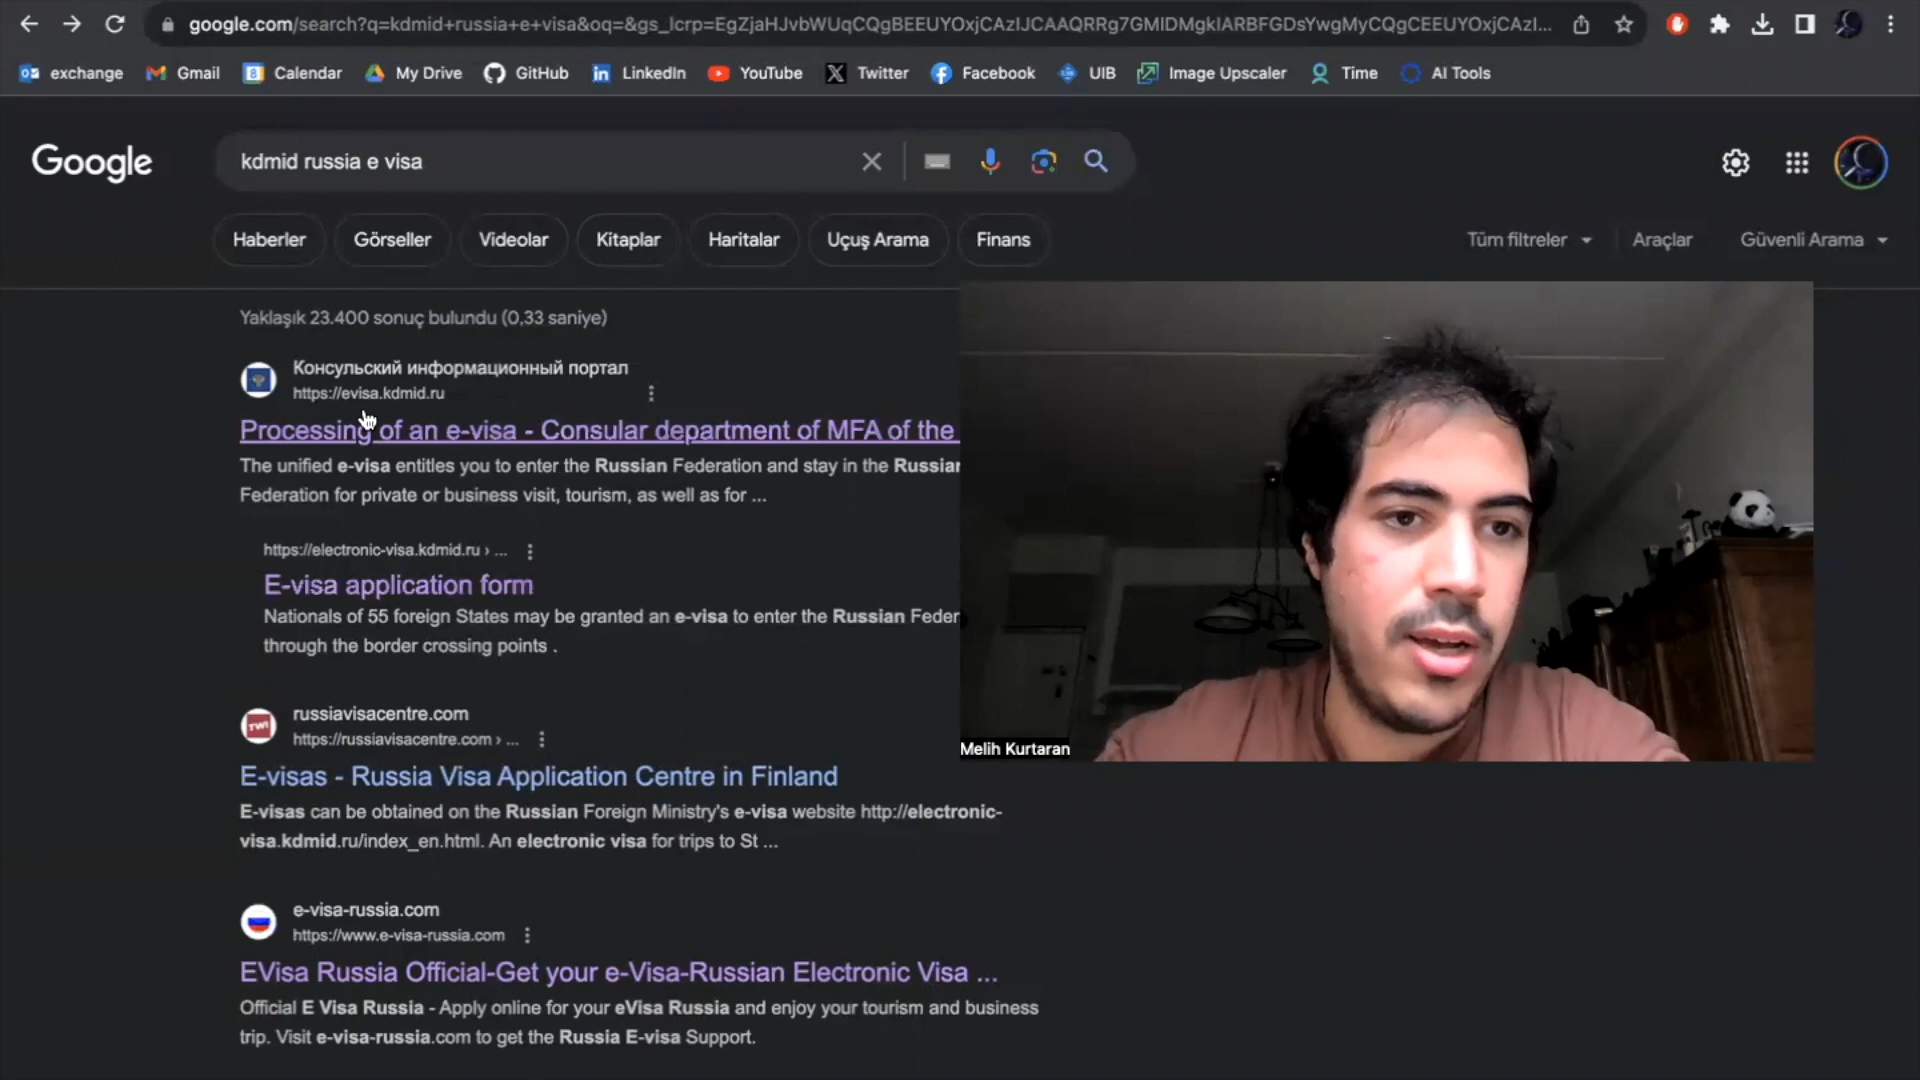 google.com/search?q=kdmid+russia+e+visa&oq=&gs_lcrp=EgZjaHJvbWUqCQgBEEUYOxjCAzIJCAAQRRg7GMIDMgkIARBFGDsYwgMyCQgCEEUYOxjCAzI...
exchange Gmail Calendar My Drive GitHub LinkedIn YouTube Twitter Facebook UIB Image Upscaler Time AI Tools
Google
kdmid russia e visa
Haberler Görseller Videolar Kitaplar Haritalar Uçuş Arama Finans Tüm filtreler Araçlar Güvenli Arama
Yaklaşık 23.400 sonuç bulundu (0,33 saniye)
Консульский информационный портал
https://evisa.kdmid.ru
Processing of an e-visa - Consular department of MFA of the
The unified e-visa entitles you to enter the Russian Federation and stay in the Russian
Federation for private or business visit, tourism, as well as for ...
https://electronic-visa.kdmid.ru › ...
E-visa application form
Nationals of 55 foreign States may be granted an e-visa to enter the Russian Feder
through the border crossing points .
russiavisacentre.com
https://russiavisacentre.com › ...
E-visas - Russia Visa Application Centre in Finland
E-visas can be obtained on the Russian Foreign Ministry's e-visa website http://electronic-
visa.kdmid.ru/index_en.html. An electronic visa for trips to St ...
e-visa-russia.com
https://www.e-visa-russia.com
EVisa Russia Official-Get your e-Visa-Russian Electronic Visa ...
Official E Visa Russia - Apply online for your eVisa Russia and enjoy your tourism and business
trip. Visit e-visa-russia.com to get the Russia E-visa Support.
Melih Kurtaran